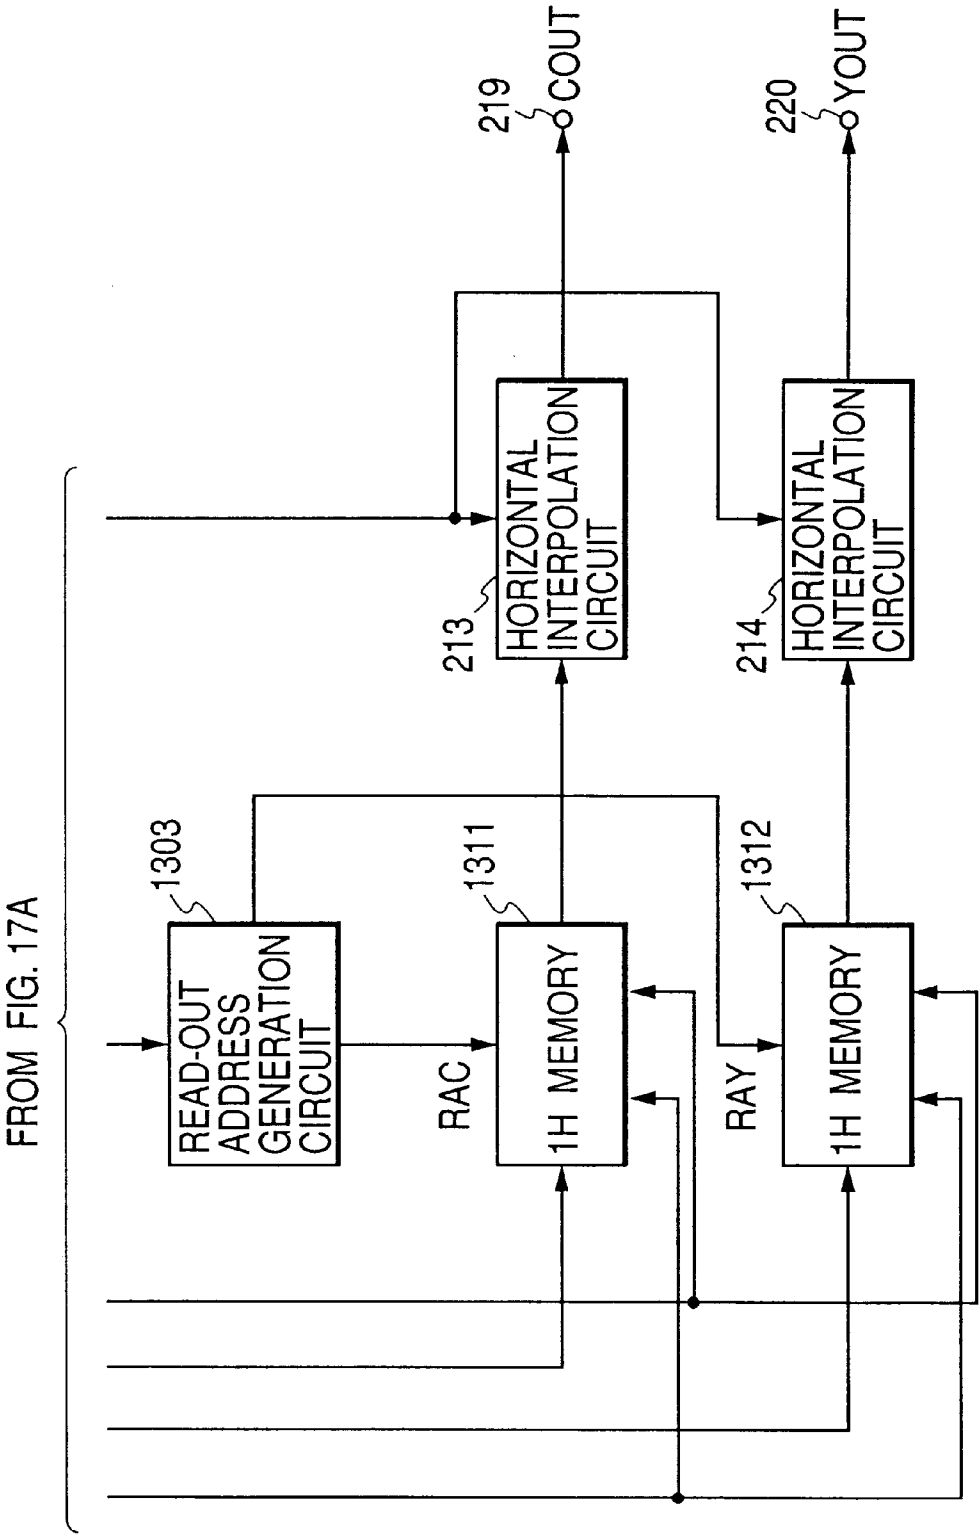 FROM FIG. 17A
1303
READ-OUT
ADDRESS
GENERATION
CIRCUIT
RAC
1311
1H MEMORY
213
HORIZONTAL
INTERPOLATION
CIRCUIT
219
COUT
RAY
1312
1H MEMORY
214
HORIZONTAL
INTERPOLATION
CIRCUIT
220
YOUT